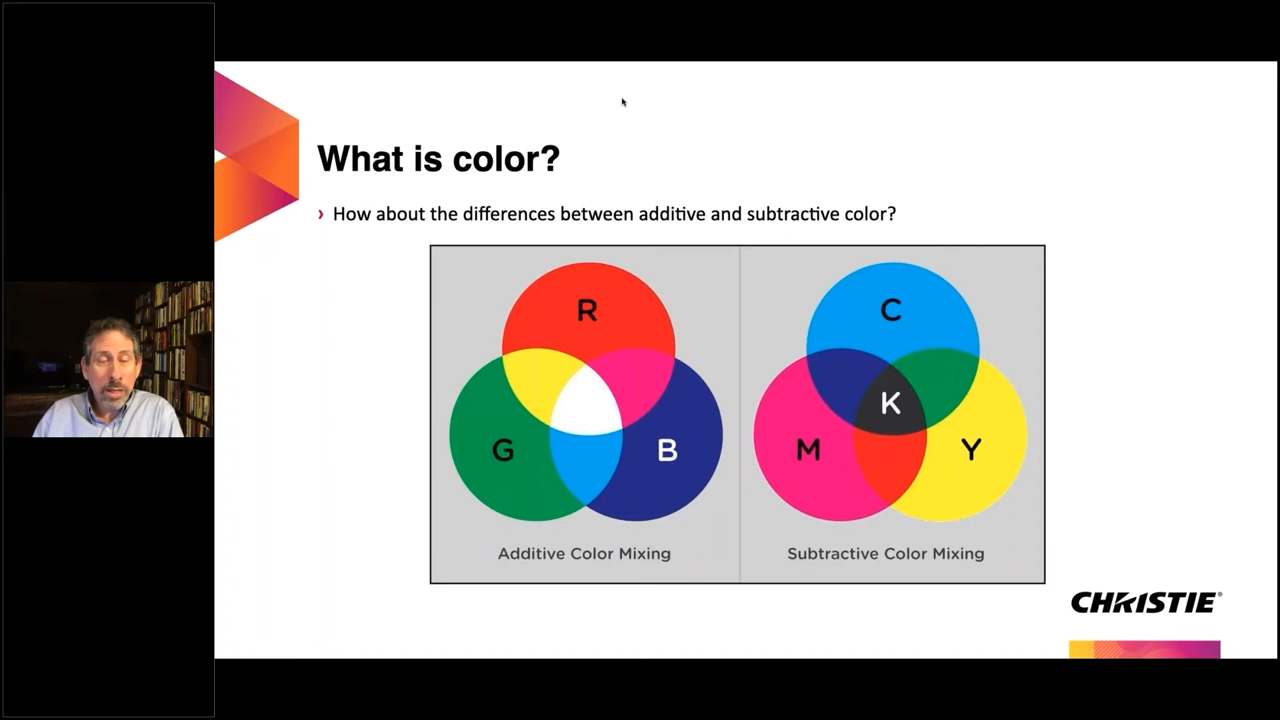 What is color?
› How about the differences between additive and subtractive color?
R
G
B
Additive Color Mixing
C
M
K
Y
Subtractive Color Mixing
CHRISTIE®